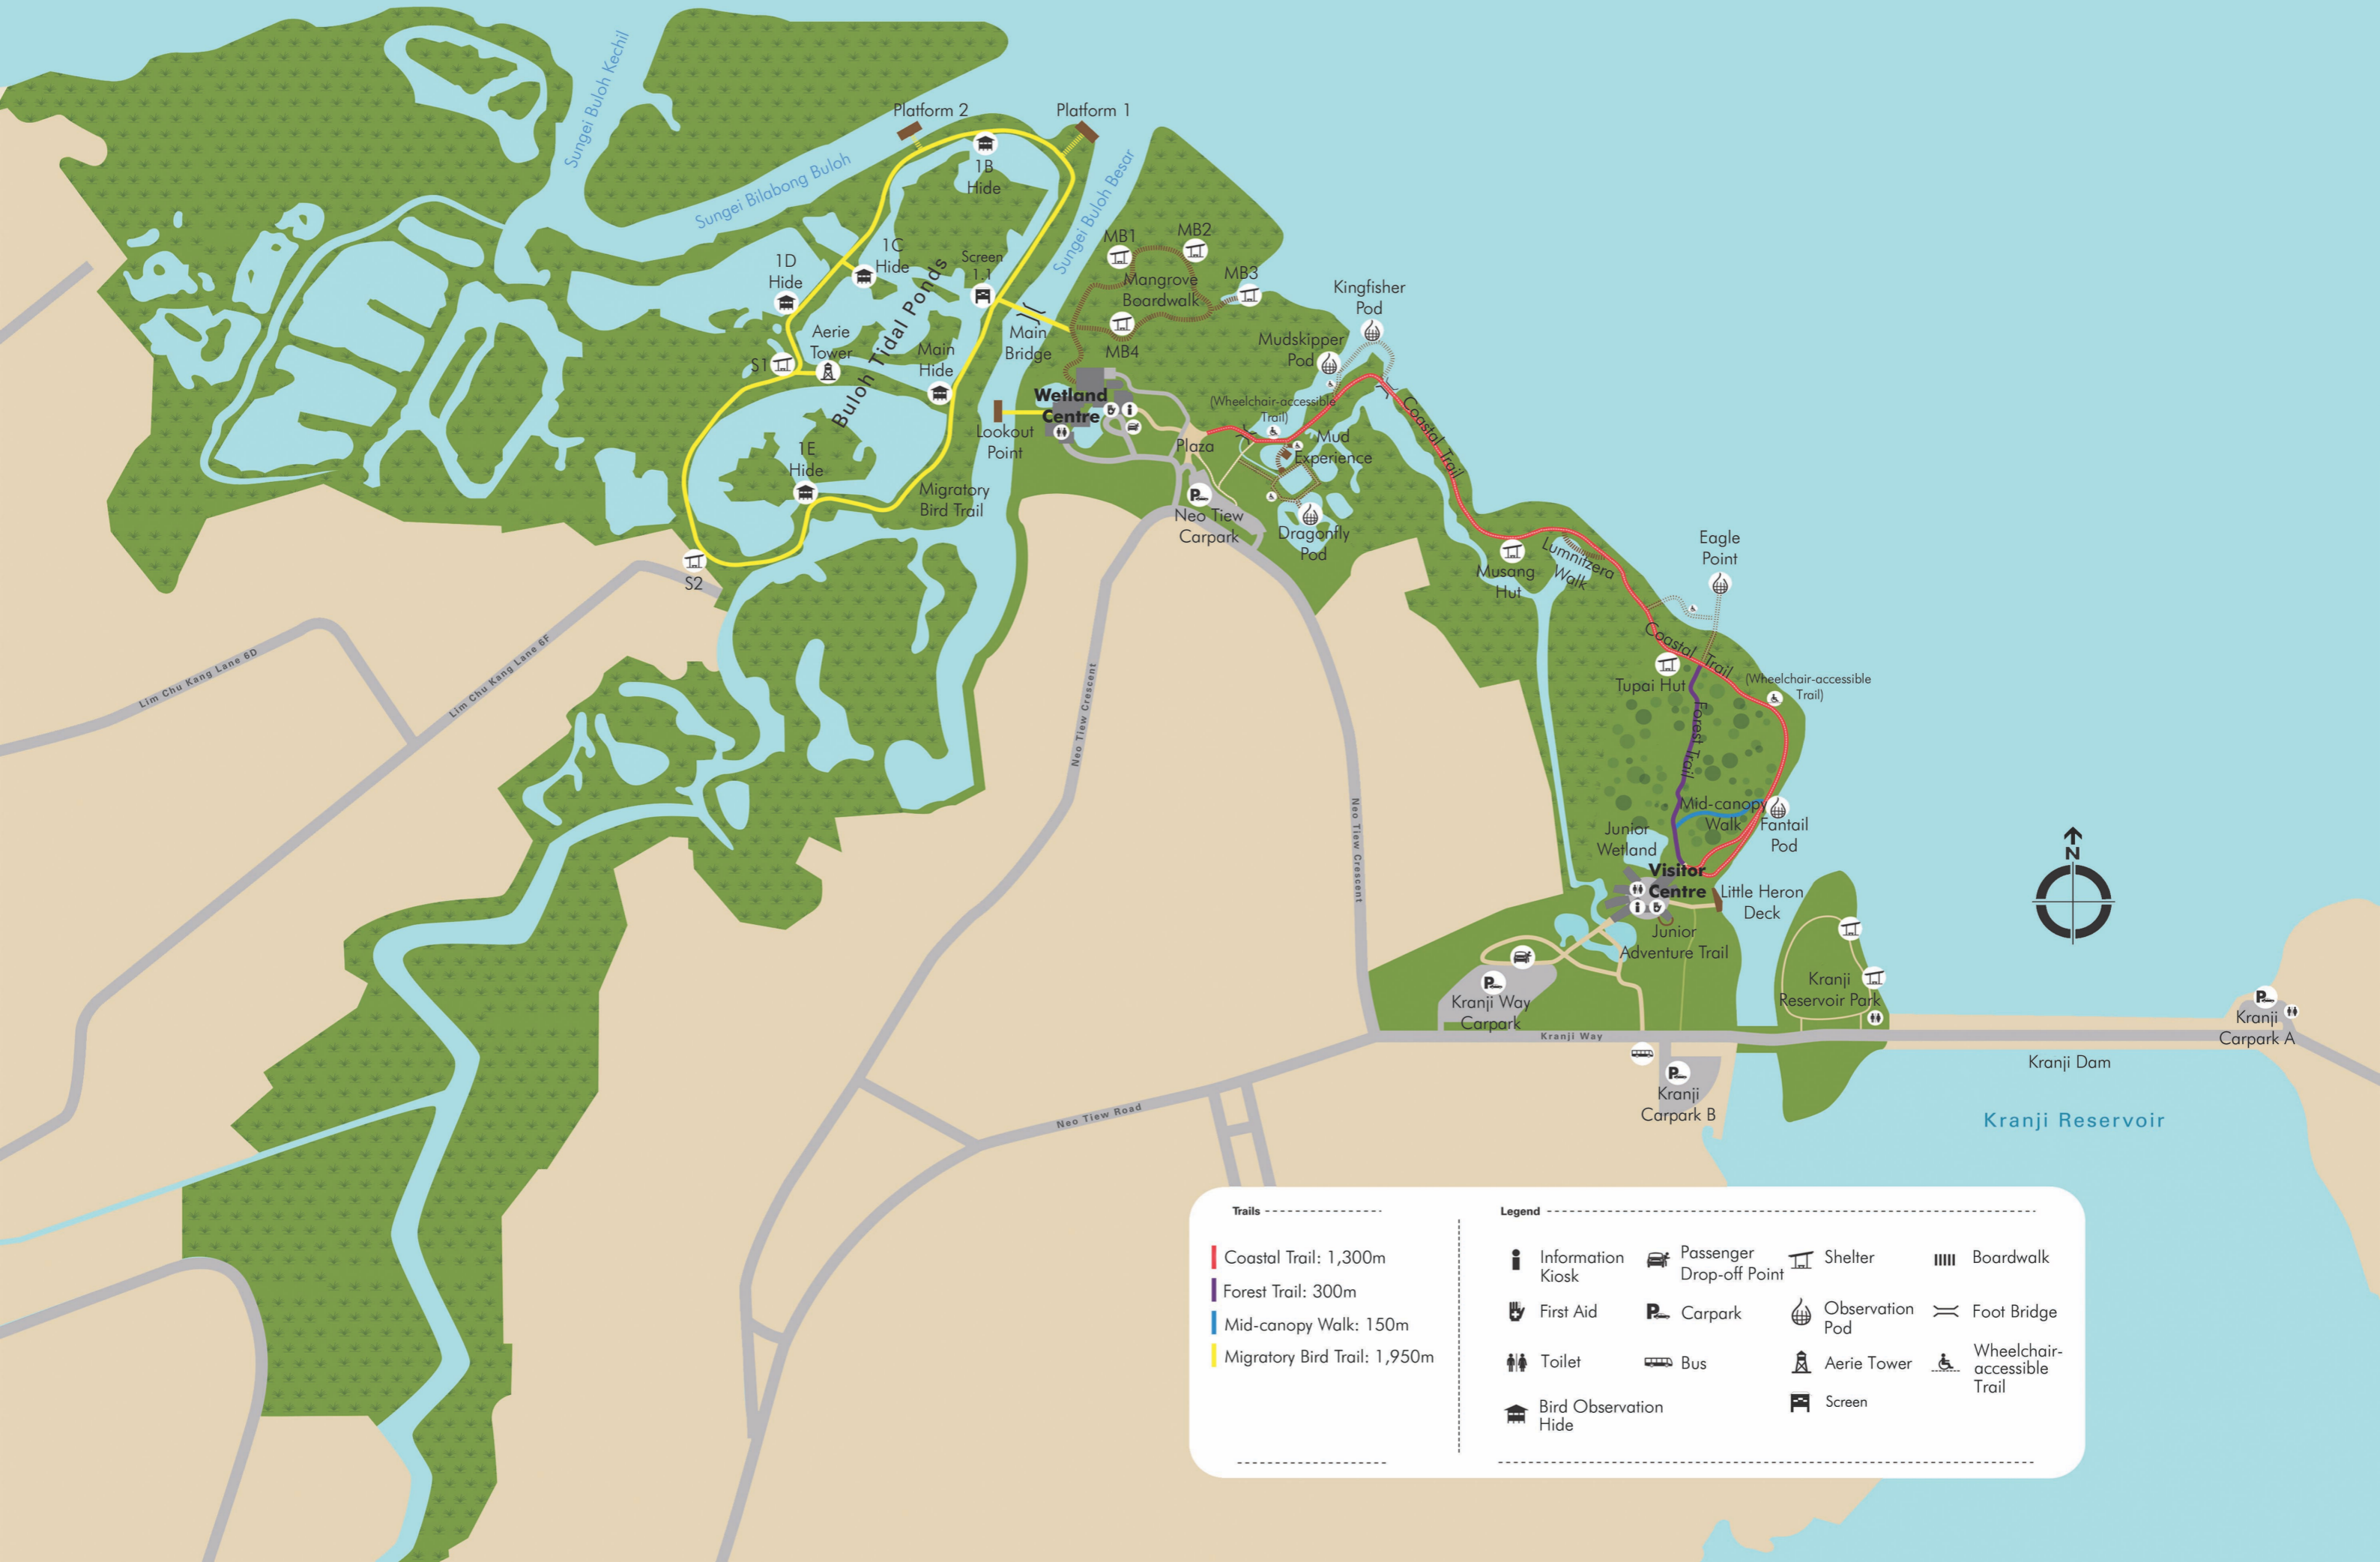 Sungei Buloh Kechil
Sungei Bilabong Buloh
Sungei Buloh Besar
Platform 2
Platform 1
1B
Hide
1C
Hide
1D
Hide
Screen
1.1
Aerie
Tower
S1
Main
Hide
Main
Bridge
Buloh Tidal Ponds
1E
Hide
S2
Migratory
Bird Trail
MB1
MB2
MB3
MB4
Mangrove
Boardwalk
Wetland
Centre
Lookout
Point
Plaza
Neo Tiew
Carpark
Kingfisher
Pod
Mudskipper
Pod
(Wheelchair-accessible
Trail)
Mud
Experience
Dragonfly
Pod
Coastal Trail
Musang
Hut
Lumnitzera
Walk
Eagle
Point
Coastal Trail
Tupai Hut
(Wheelchair-accessible
Trail)
Forest Trail
Mid-canopy
Walk
Fantail
Pod
Junior
Wetland
Visitor
Centre
Little Heron
Deck
Junior
Adventure Trail
Kranji Way
Carpark
Kranji
Reservoir Park
Kranji
Carpark A
Kranji Way
Kranji
Carpark B
Kranji Dam
Kranji Reservoir
N
Lim Chu Kang Lane 6D
Lim Chu Kang Lane 6F
Neo Tiew Crescent
Neo Tiew Crescent
Neo Tiew Road
Trails
Coastal Trail: 1,300m
Forest Trail: 300m
Mid-canopy Walk: 150m
Migratory Bird Trail: 1,950m
Legend
Information
Kiosk
First Aid
Toilet
Bird Observation
Hide
Passenger
Drop-off Point
Carpark
Bus
Shelter
Observation
Pod
Aerie Tower
Screen
Boardwalk
Foot Bridge
Wheelchair-
accessible
Trail